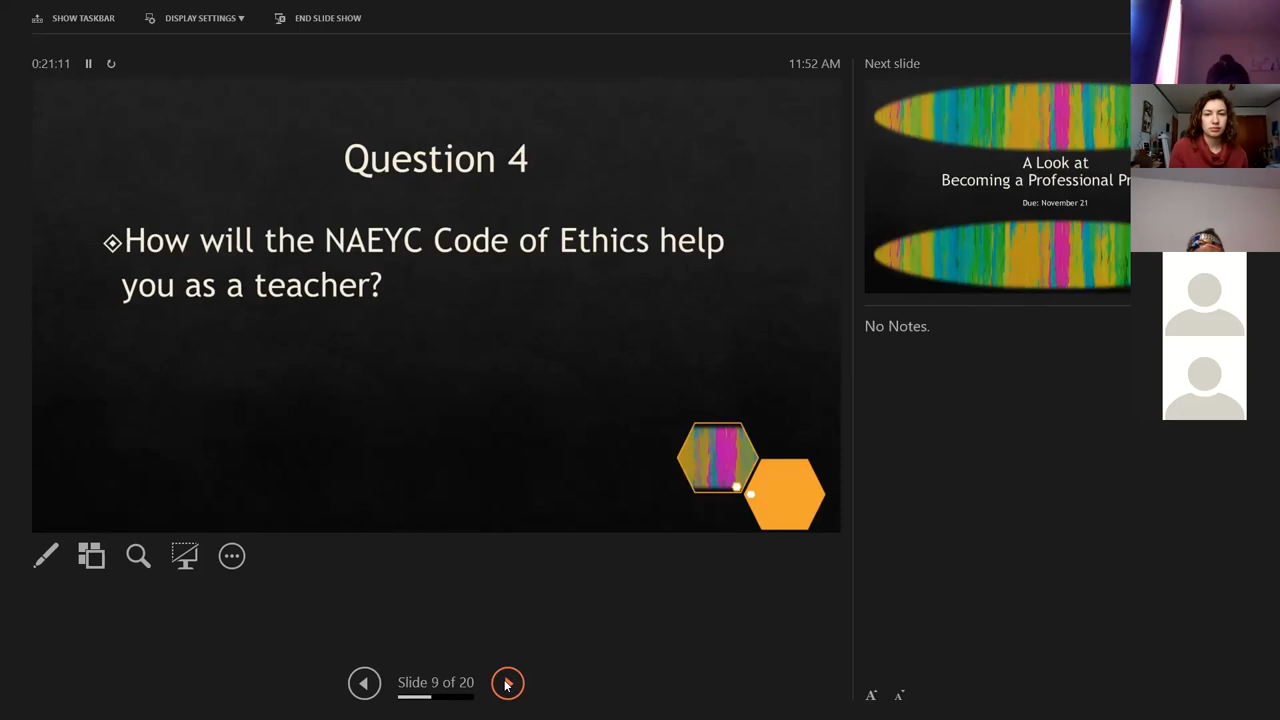 SHOW TASKBAR
DISPLAY SETTINGS ▼
END SLIDE SHOW
0:21:11
11:52 AM
Next slide
Question 4
How will the NAEYC Code of Ethics help
you as a teacher?
A Look at
Becoming a Professional
Due: November 21
No Notes.
Slide 9 of 20
A
A